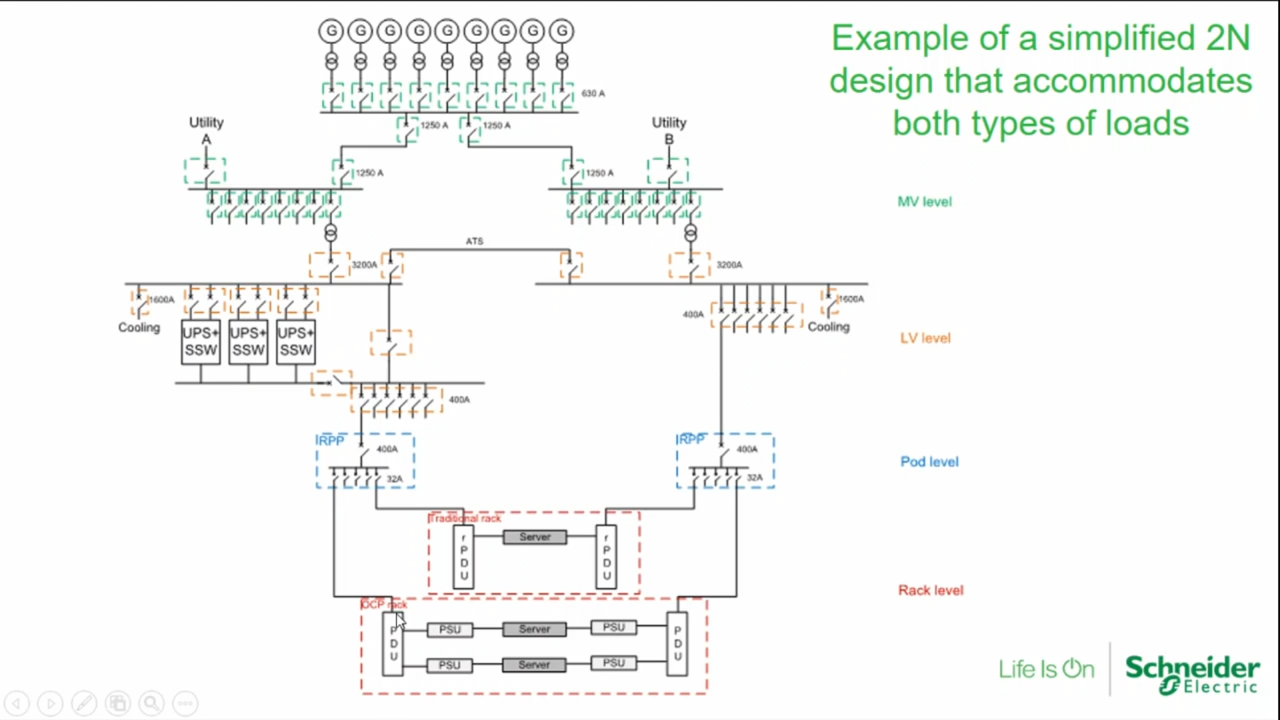 Example of a simplified 2N
design that accommodates
both types of loads
G G G G G G G G G
630 A
1250 A
1250 A
Utility
A
Utility
B
1250 A
1250 A
MV level
ATS
3200A
3200A
1600A
Cooling
400A
1600A
Cooling
UPS+
SSW
UPS+
SSW
UPS+
SSW
LV level
400A
RPP
400A
32A
RPP
400A
32A
Pod level
Traditional rack
r
P
D
U
Server
r
P
D
U
Rack level
OCP rack
P
D
U
PSU
Server
PSU
PSU
Server
PSU
P
D
U
Life Is On
Schneider
Electric